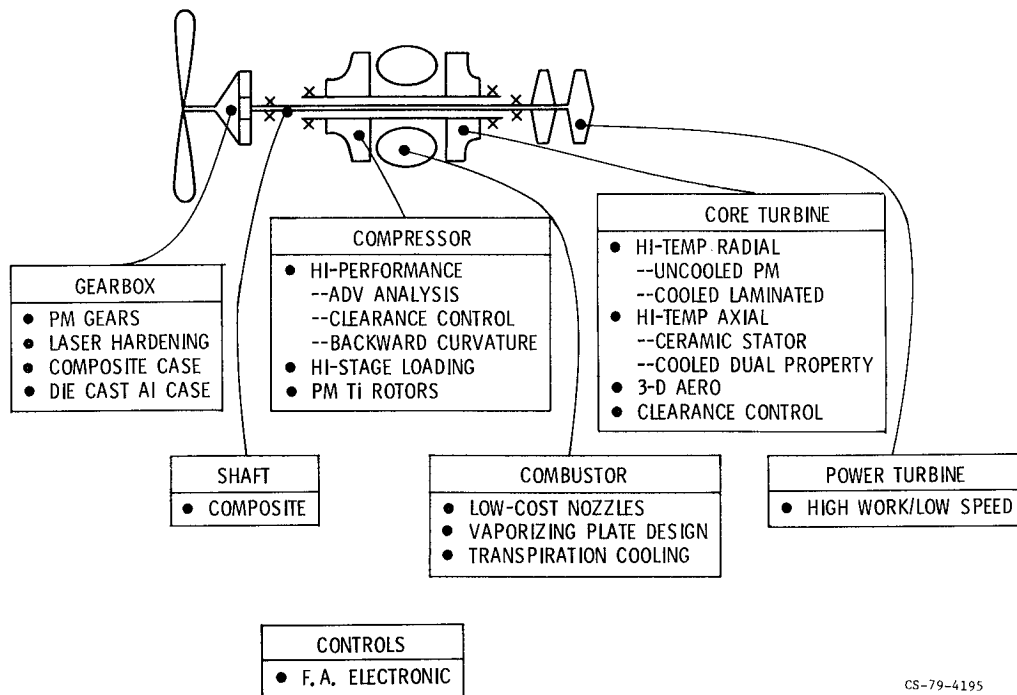 GEARBOX
● PM GEARS
● LASER HARDENING
● COMPOSITE CASE
● DIE CAST Al CASE
COMPRESSOR
● HI-PERFORMANCE
--ADV ANALYSIS
--CLEARANCE CONTROL
--BACKWARD CURVATURE
● HI-STAGE LOADING
● PM Ti ROTORS
CORE TURBINE
● HI-TEMP RADIAL
--UNCOOLED PM
--COOLED LAMINATED
● HI-TEMP AXIAL
--CERAMIC STATOR
--COOLED DUAL PROPERTY
● 3-D AERO
● CLEARANCE CONTROL
SHAFT
● COMPOSITE
COMBUSTOR
● LOW-COST NOZZLES
● VAPORIZING PLATE DESIGN
● TRANSPIRATION COOLING
POWER TURBINE
● HIGH WORK/LOW SPEED
CONTROLS
● F.A. ELECTRONIC
CS-79-4195